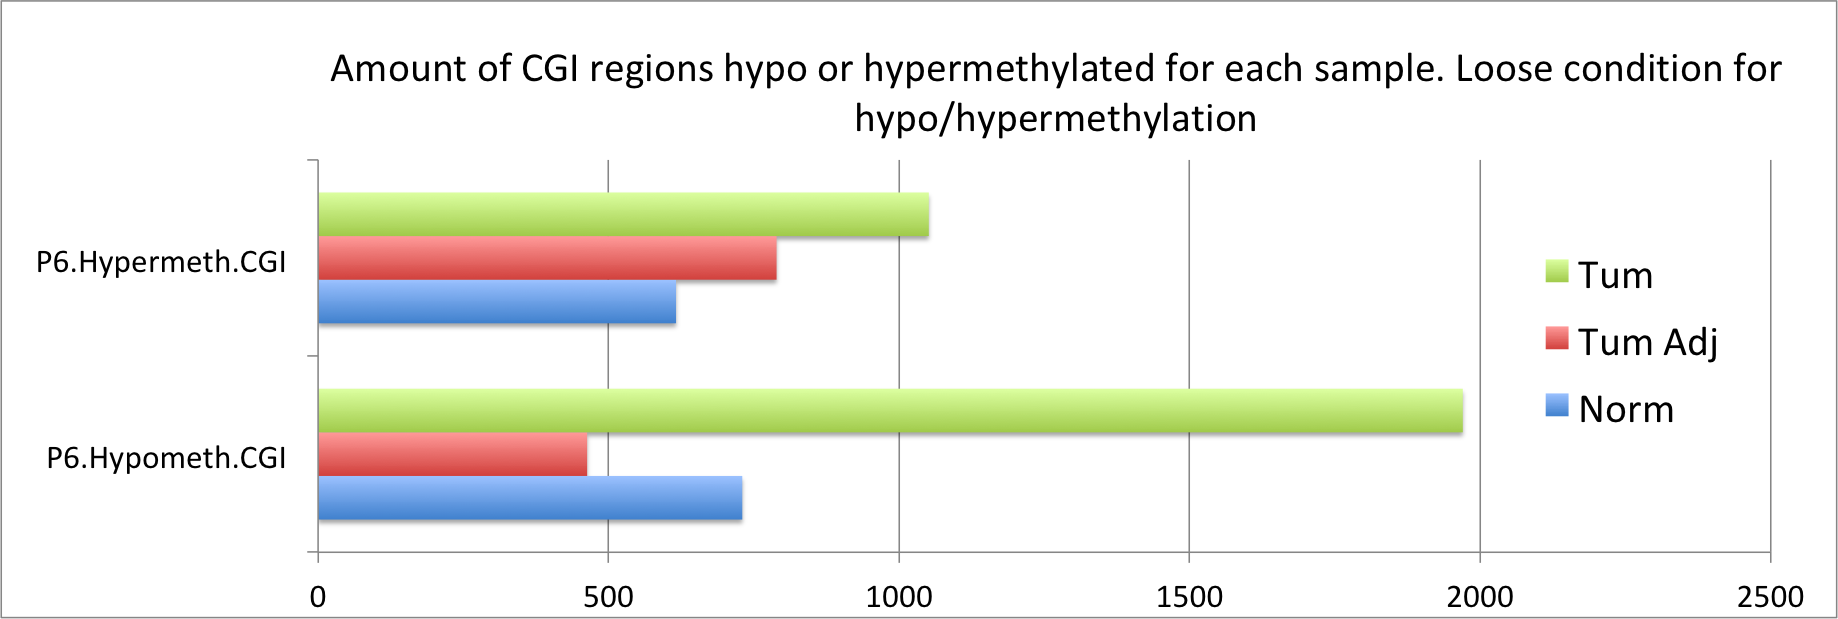 Amount of CGI regions hypo or hypermethylated for each sample. Loose condition for
hypo/hypermethylation
P6.Hypermeth.CGI
P6.Hypometh.CGI
Tum
Tum Adj
Norm
0 500 1000 1500 2000 2500